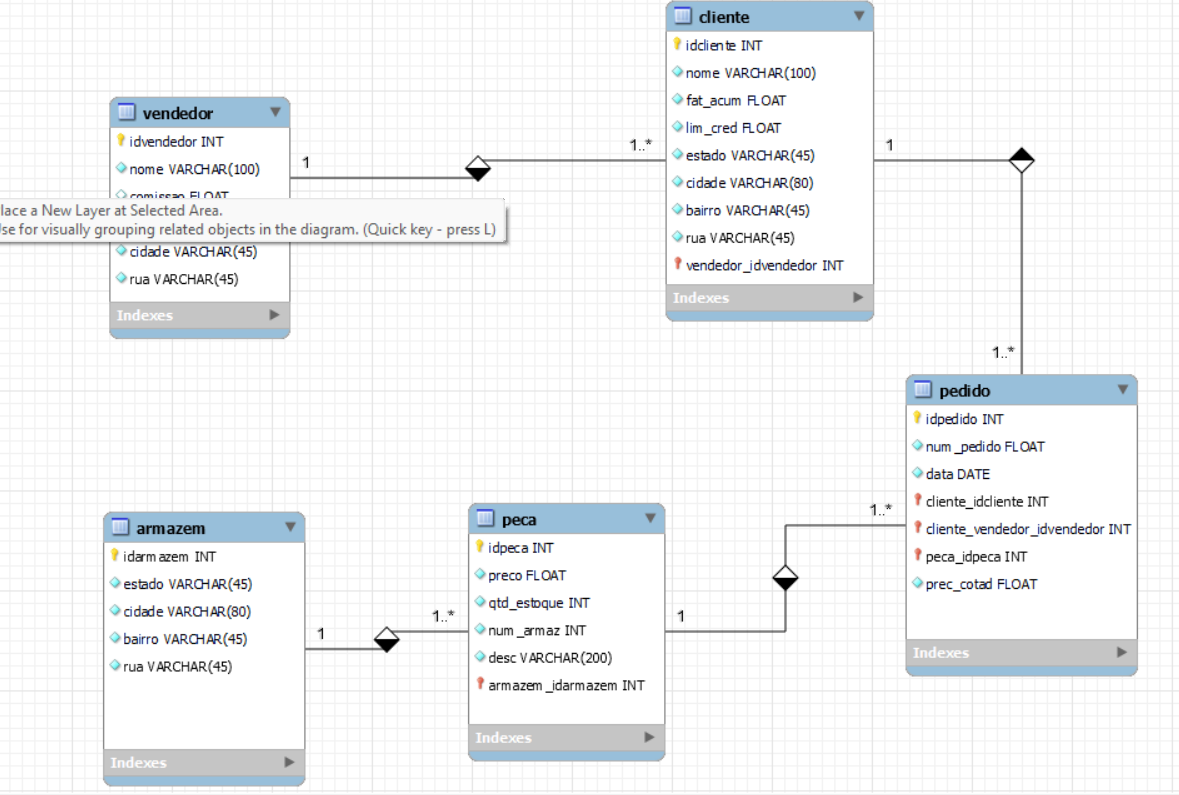 cliente
idcliente INT
nome VARCHAR(100)
fat_acum FLOAT
lim_cred FLOAT
estado VARCHAR(45)
cidade VARCHAR(80)
bairro VARCHAR(45)
rua VARCHAR(45)
vendedor_idvendedor INT
Indexes
vendedor
idvendedor INT
nome VARCHAR(100)
comissao FLOAT
lace a New Layer at Selected Area.
se for visually grouping related objects in the diagram. (Quick key - press L)
cidade VARCHAR(45)
rua VARCHAR(45)
Indexes
1
1..*
1
1..*
pedido
idpedido INT
num_pedido FLOAT
data DATE
cliente_idcliente INT
cliente_vendedor_idvendedor INT
peca_idpeca INT
prec_cotad FLOAT
Indexes
armazem
idarmazem INT
estado VARCHAR(45)
cidade VARCHAR(80)
bairro VARCHAR(45)
rua VARCHAR(45)
Indexes
1
1..*
peca
idpeca INT
preco FLOAT
qtd_estoque INT
num_armaz INT
desc VARCHAR(200)
armazem_idarmazem INT
Indexes
1
1..*